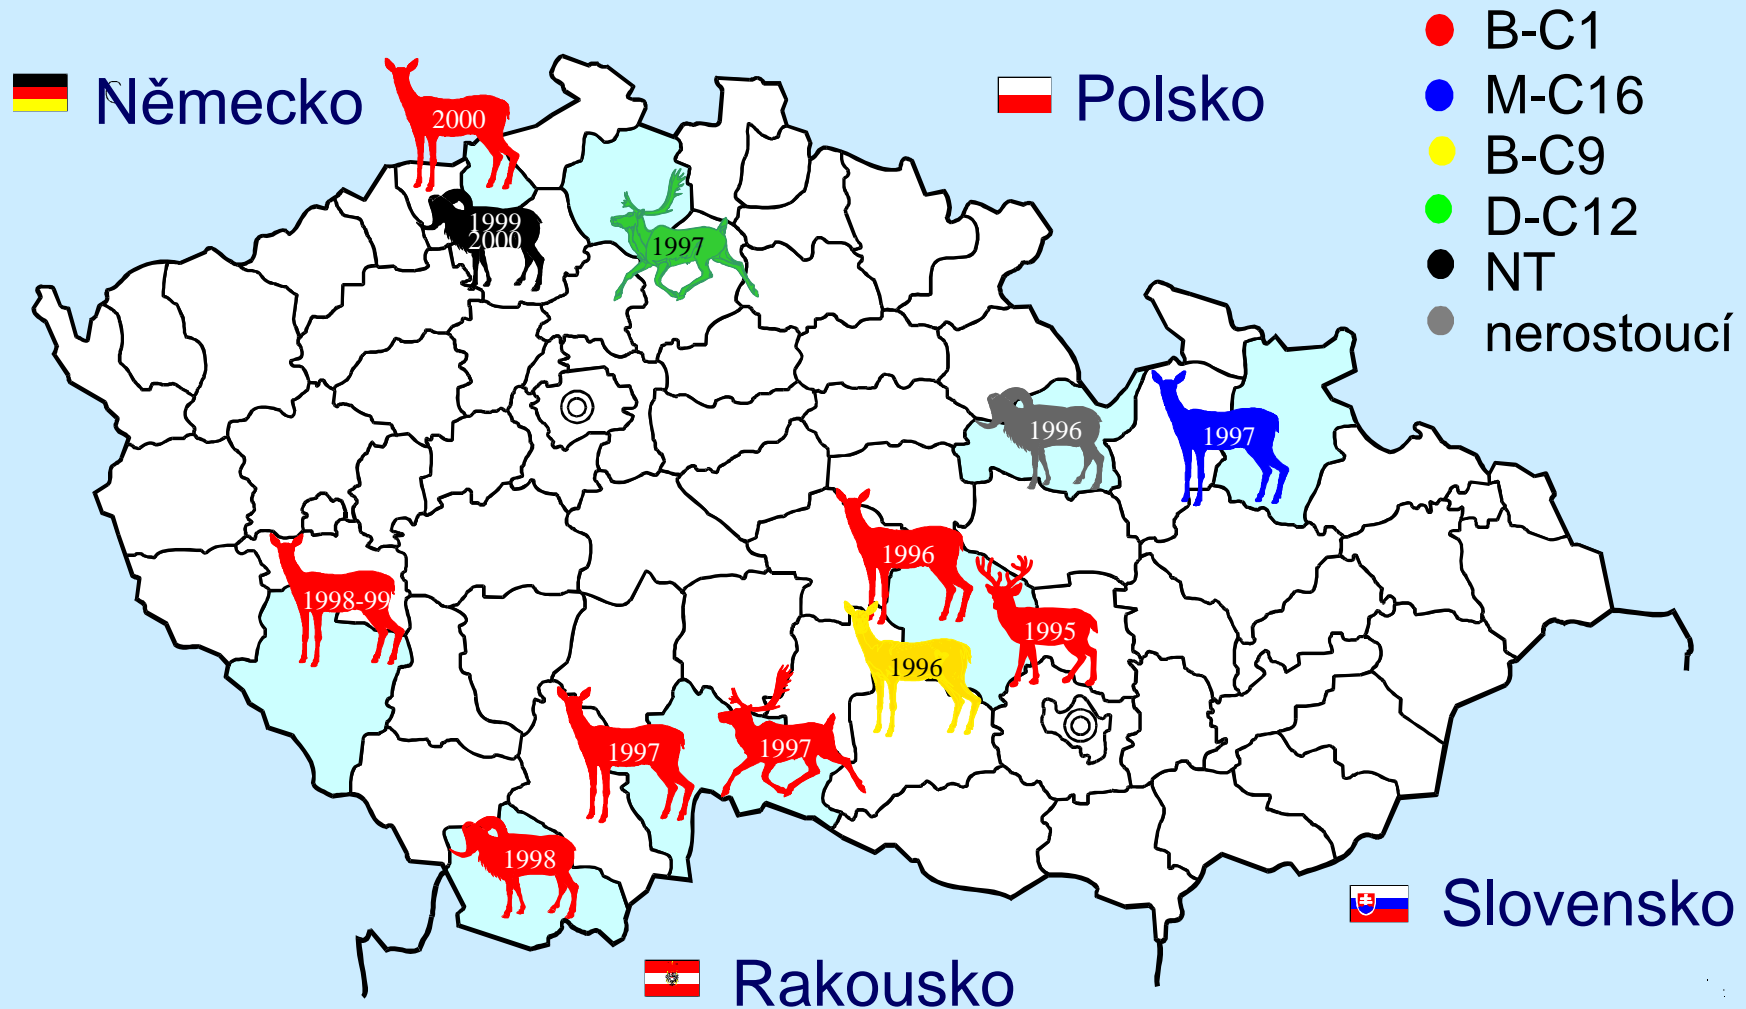 Německo
Polsko
B-C1
M-C16
B-C9
D-C12
NT
nerostoucí
2000
1999
2000
1997
1996
1997
1996
1998-99
1995
1996
1997
1997
1998
Slovensko
Rakousko